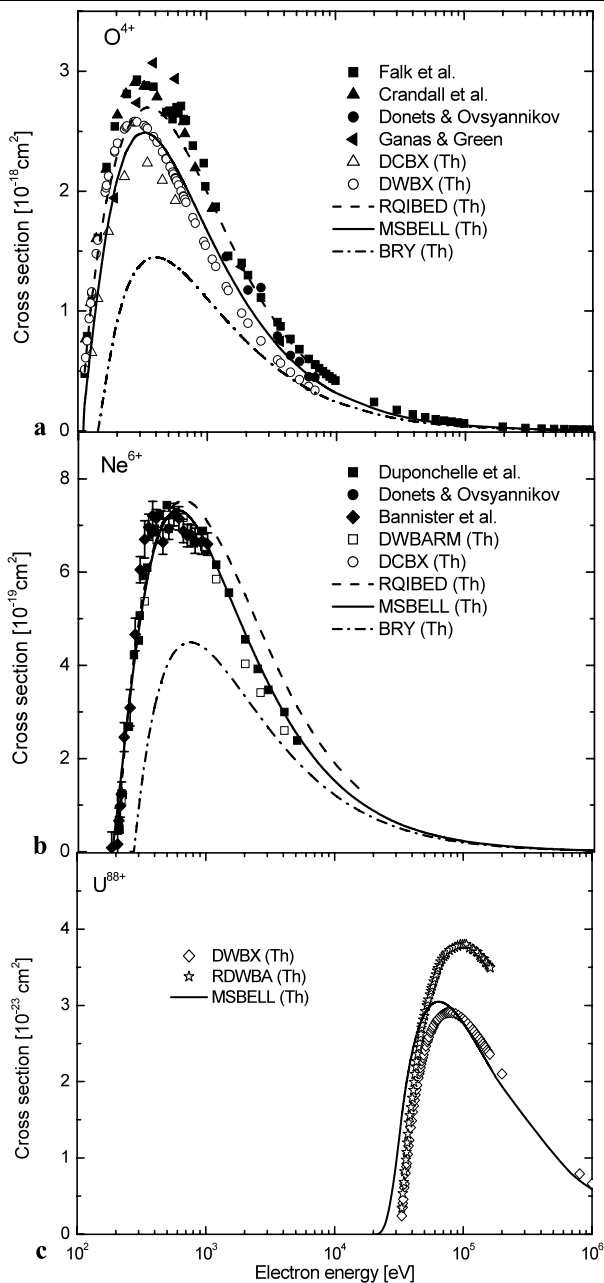 O4+
3
2
1
0
Cross section [10-18cm2]
Falk et al.
Crandall et al.
Donets & Ovsyannikov
Ganas & Green
DCBX (Th)
DWBX (Th)
RQIBED (Th)
MSBELL (Th)
BRY (Th)
a
Ne6+
8
6
4
2
0
Cross section [10-19cm2]
Duponchelle et al.
Donets & Ovsyannikov
Bannister et al.
DWBARM (Th)
DCBX (Th)
RQIBED (Th)
MSBELL (Th)
BRY (Th)
b
U88+
4
3
2
1
0
Cross section [10-23 cm2]
DWBX (Th)
RDWBA (Th)
MSBELL (Th)
c
102 103 104 105 106
Electron energy [eV]